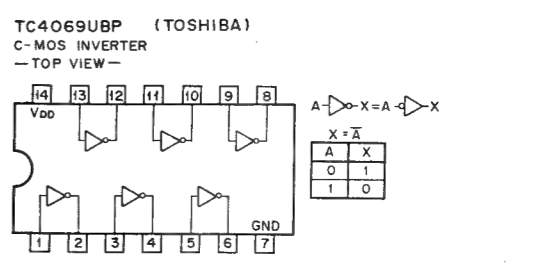 TC4069UBP (TOSHIBA)
C-MOS INVERTER
—TOP VIEW—
14 13 12 11 10 9 8
VDD
A X = A X
X = A̅
A X
0 1
1 0
GND
1 2 3 4 5 6 7